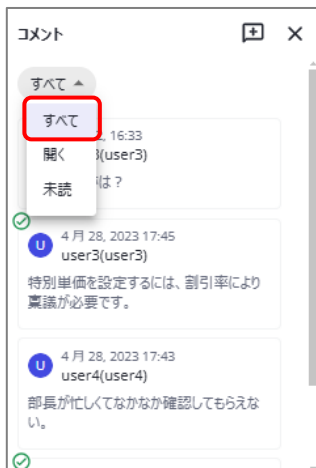 コメント
すべて
すべて
開く
未読
16:33
(user3)
は？
4月 28, 2023 17:45
U
user3(user3)
特別単価を設定するには、割引率により
稟議が必要です。
4月 28, 2023 17:43
U
user4(user4)
部長が忙しくてなかなか確認してもらえな
い。